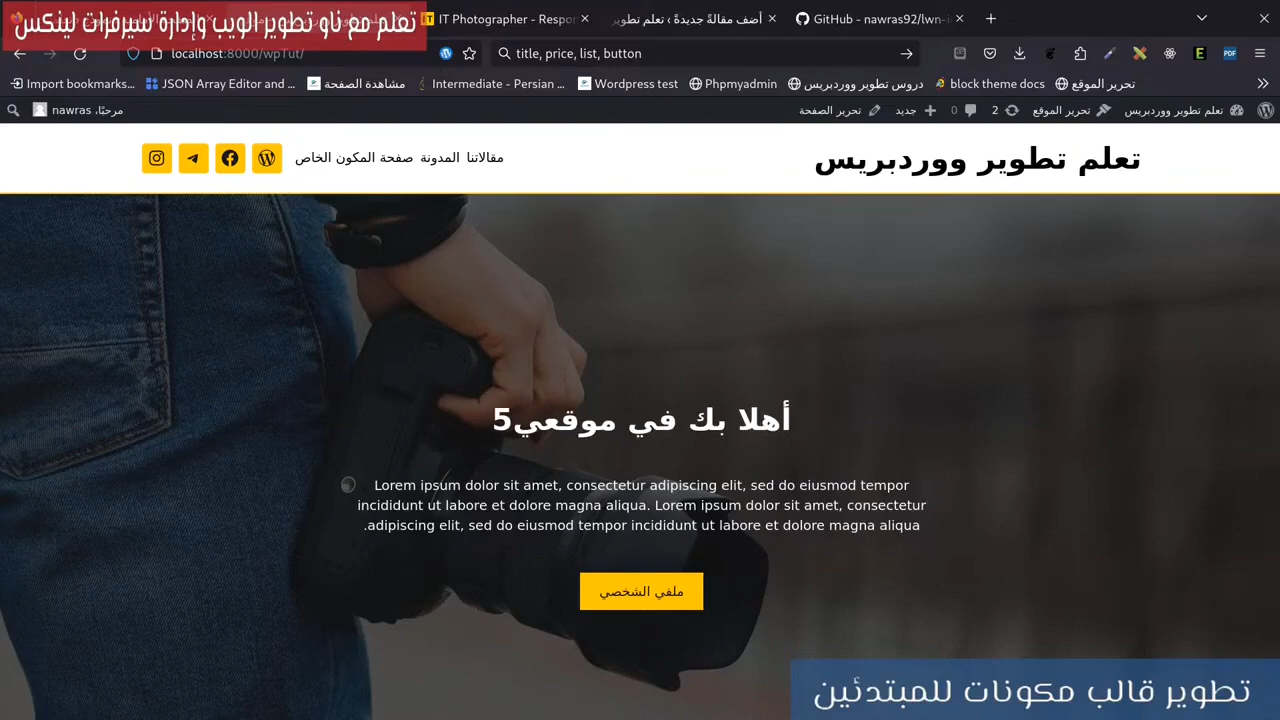 تعلم مع ناو تطوير الويب وإدارة سيرفرات لينكس
IT Photographer - Respon
أضف مقالةً جديدةً ‹ تعلم تطوير
GitHub - nawras92/lwn-i
localhost:8000/wpTut/
title, price, list, button
Import bookmarks...
JSON Array Editor and ...
مشاهدة الصفحة
Intermediate - Persian ...
Wordpress test
Phpmyadmin
دروس تطوير ووردبريس
block theme docs
تحرير الموقع
تعلم تطوير ووردبريس
تحرير الموقع
2
0
جديد
تحرير الصفحة
مرحبًا، nawras
تعلم تطوير ووردبريس
مقالاتنا المدونة صفحة المكون الخاص
أهلا بك في موقعي5
Lorem ipsum dolor sit amet, consectetur adipiscing elit, sed do eiusmod tempor
incididunt ut labore et dolore magna aliqua. Lorem ipsum dolor sit amet, consectetur
adipiscing elit, sed do eiusmod tempor incididunt ut labore et dolore magna aliqua.
ملفي الشخصي
تطوير قالب مكونات للمبتدئين